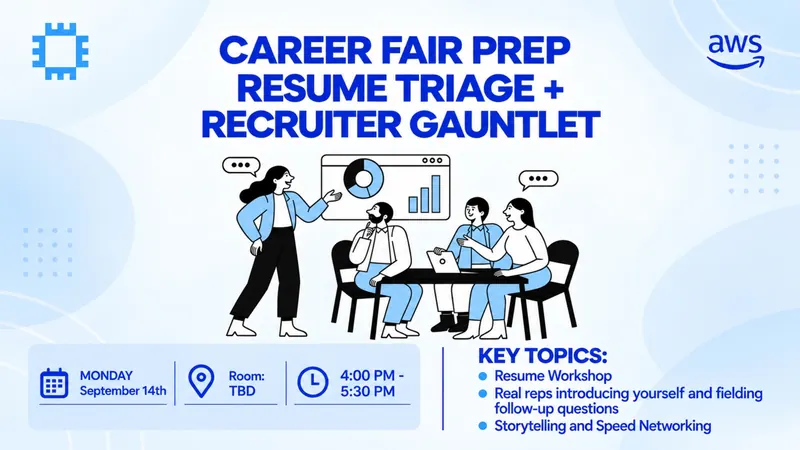 aws
CAREER FAIR PREP
RESUME TRIAGE +
RECRUITER GAUNTLET
MONDAY
September 14th
Room:
TBD
4:00 PM -
5:30 PM
KEY TOPICS:
Resume Workshop
Real reps introducing yourself and fielding
follow-up questions
Storytelling and Speed Networking